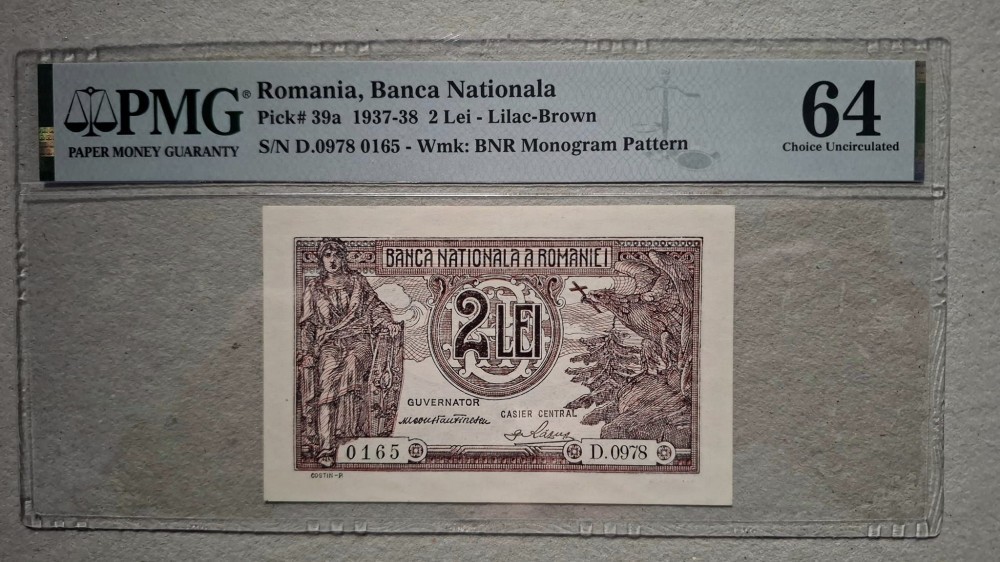 PMG®
PAPER MONEY GUARANTY
Romania, Banca Nationala
Pick# 39a 1937-38 2 Lei - Lilac-Brown
S/N D.0978 0165 - Wmk: BNR Monogram Pattern
64
Choice Uncirculated
BANCA NATIONALA A ROMANIEI
2 LEI
GUVERNATOR
CASIER CENTRAL
0165
D.0978